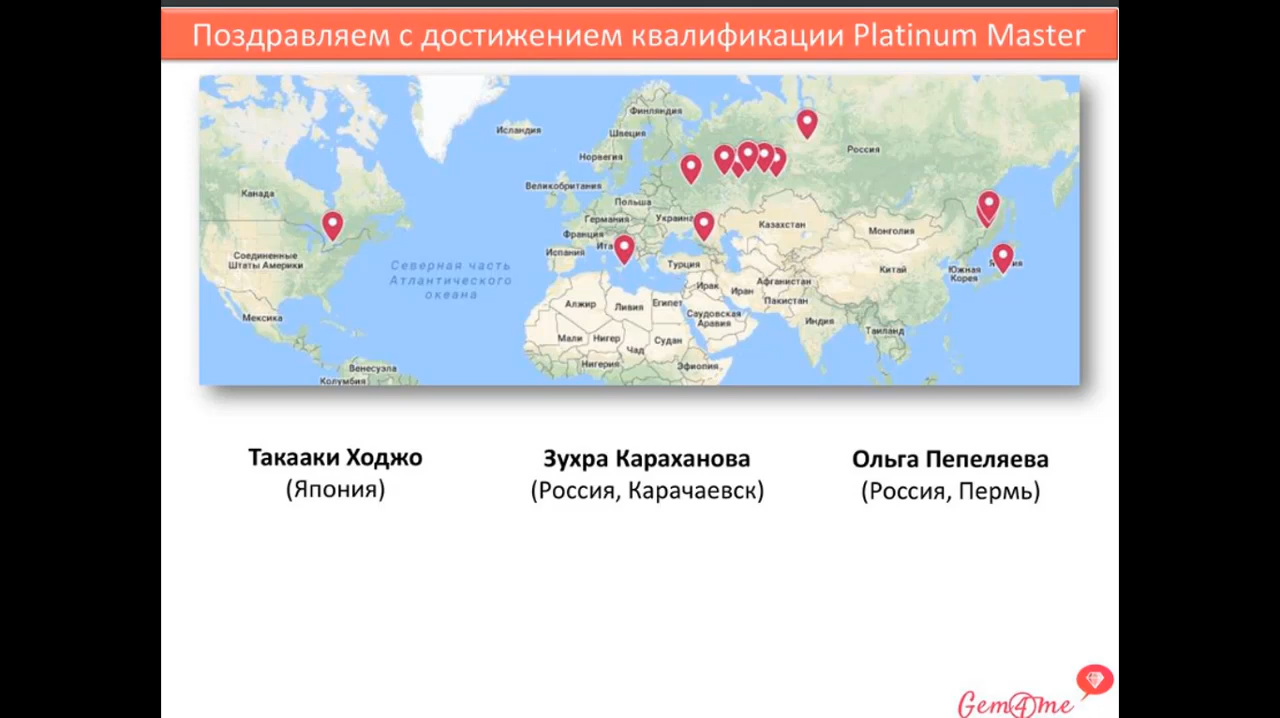 Поздравляем с достижением квалификации Platinum Master
Финляндия
Исландия
Швеция
Россия
Норвегия
Канада
Великобритания
Польша
Германия
Украина
Казахстан
Монголия
Франция
Ита
Испания
Соединенные
Штаты Америки
Северная часть
Атлантического
океана
Турция
Китай
Южная
Корея
Ирак
Иран
Афганистан
Пакистан
Алжир
Ливия
Египет
Саудовская
Аравия
Мексика
Индия
Таиланд
Мали
Нигер
Судан
Чад
Венесуэла
Нигерия
Эфиопия
Колумбия
Такааки Ходжо
Зухра Караханова
Ольга Пепеляева
(Япония)
(Россия, Карачаевск)
(Россия, Пермь)
Gem4me